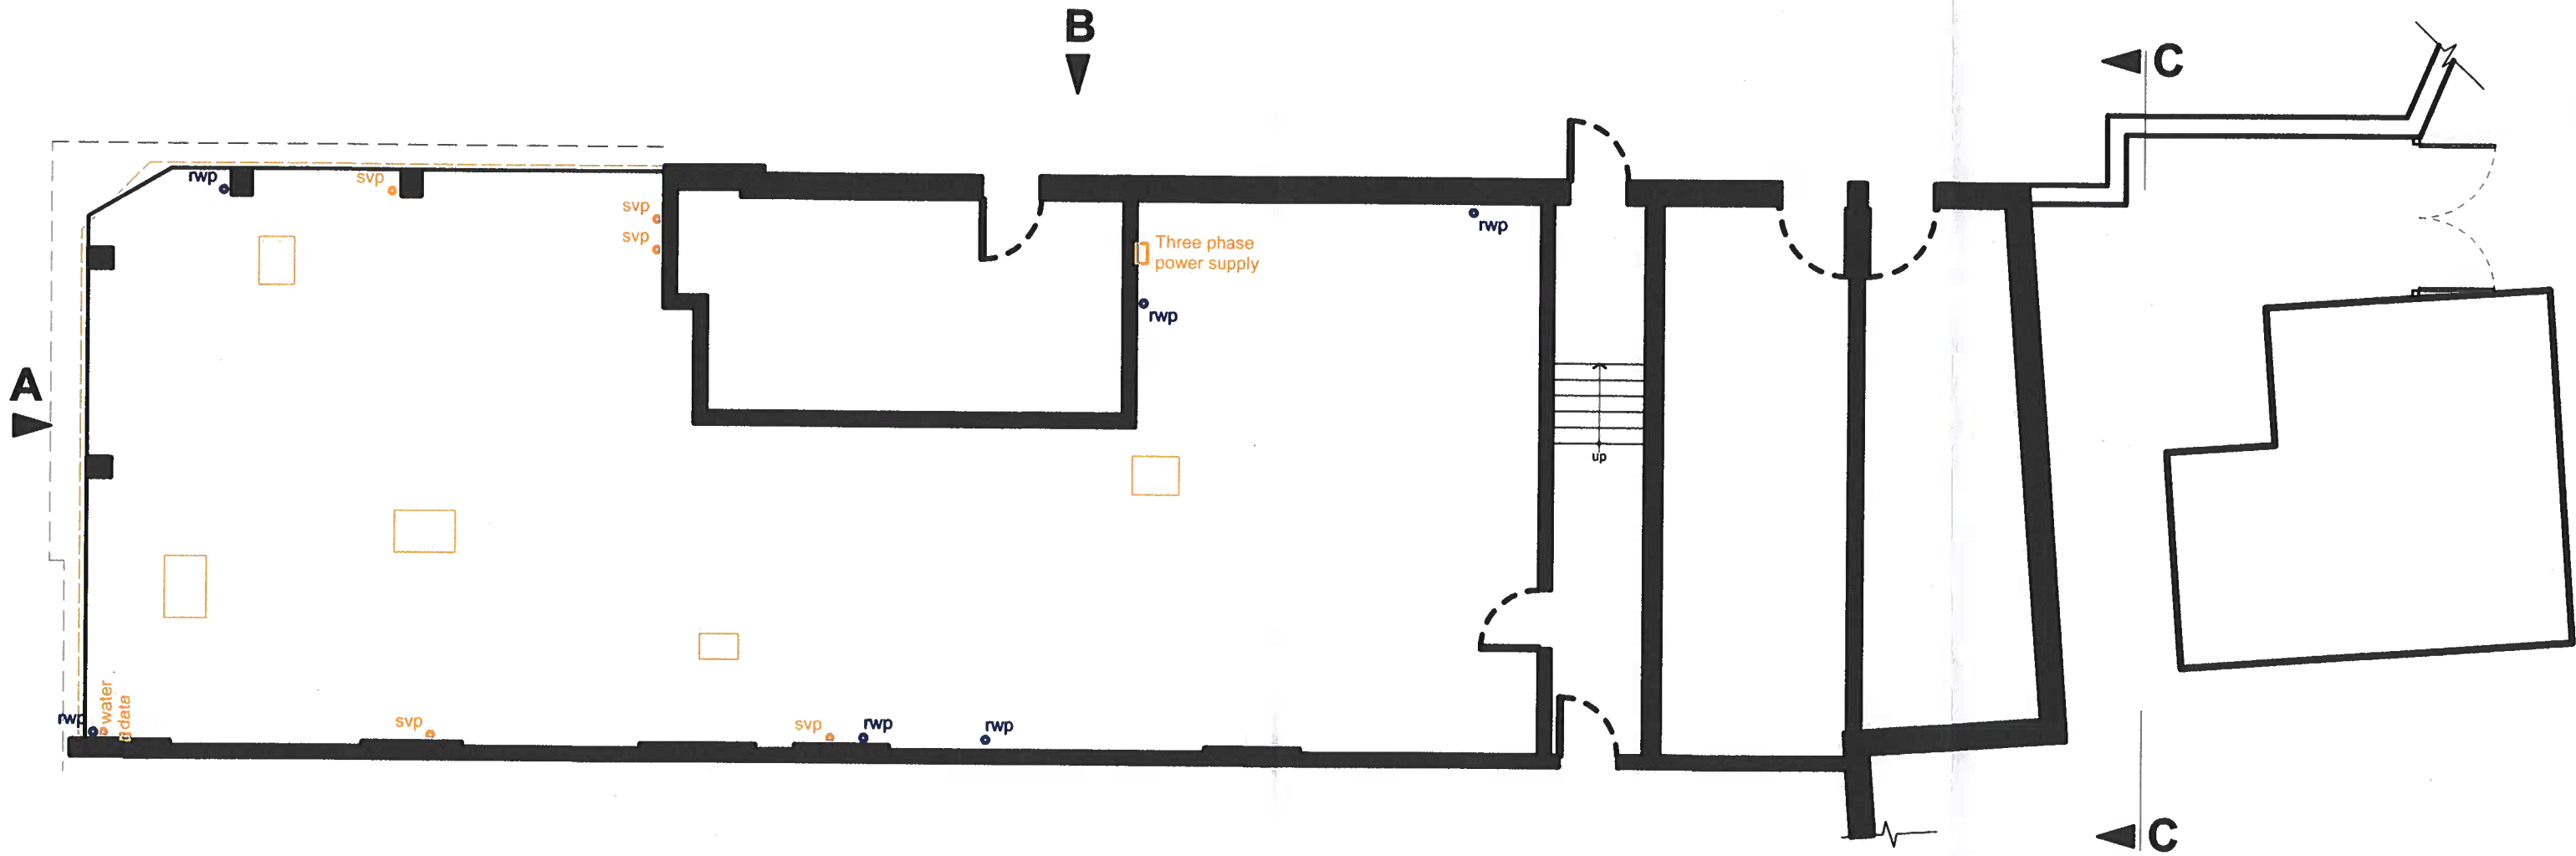 B
C
rwp
svp
svp
svp
Three phase
power supply
rwp
rwp
A
up
rwp
water
data
svp
svp
rwp
rwp
C